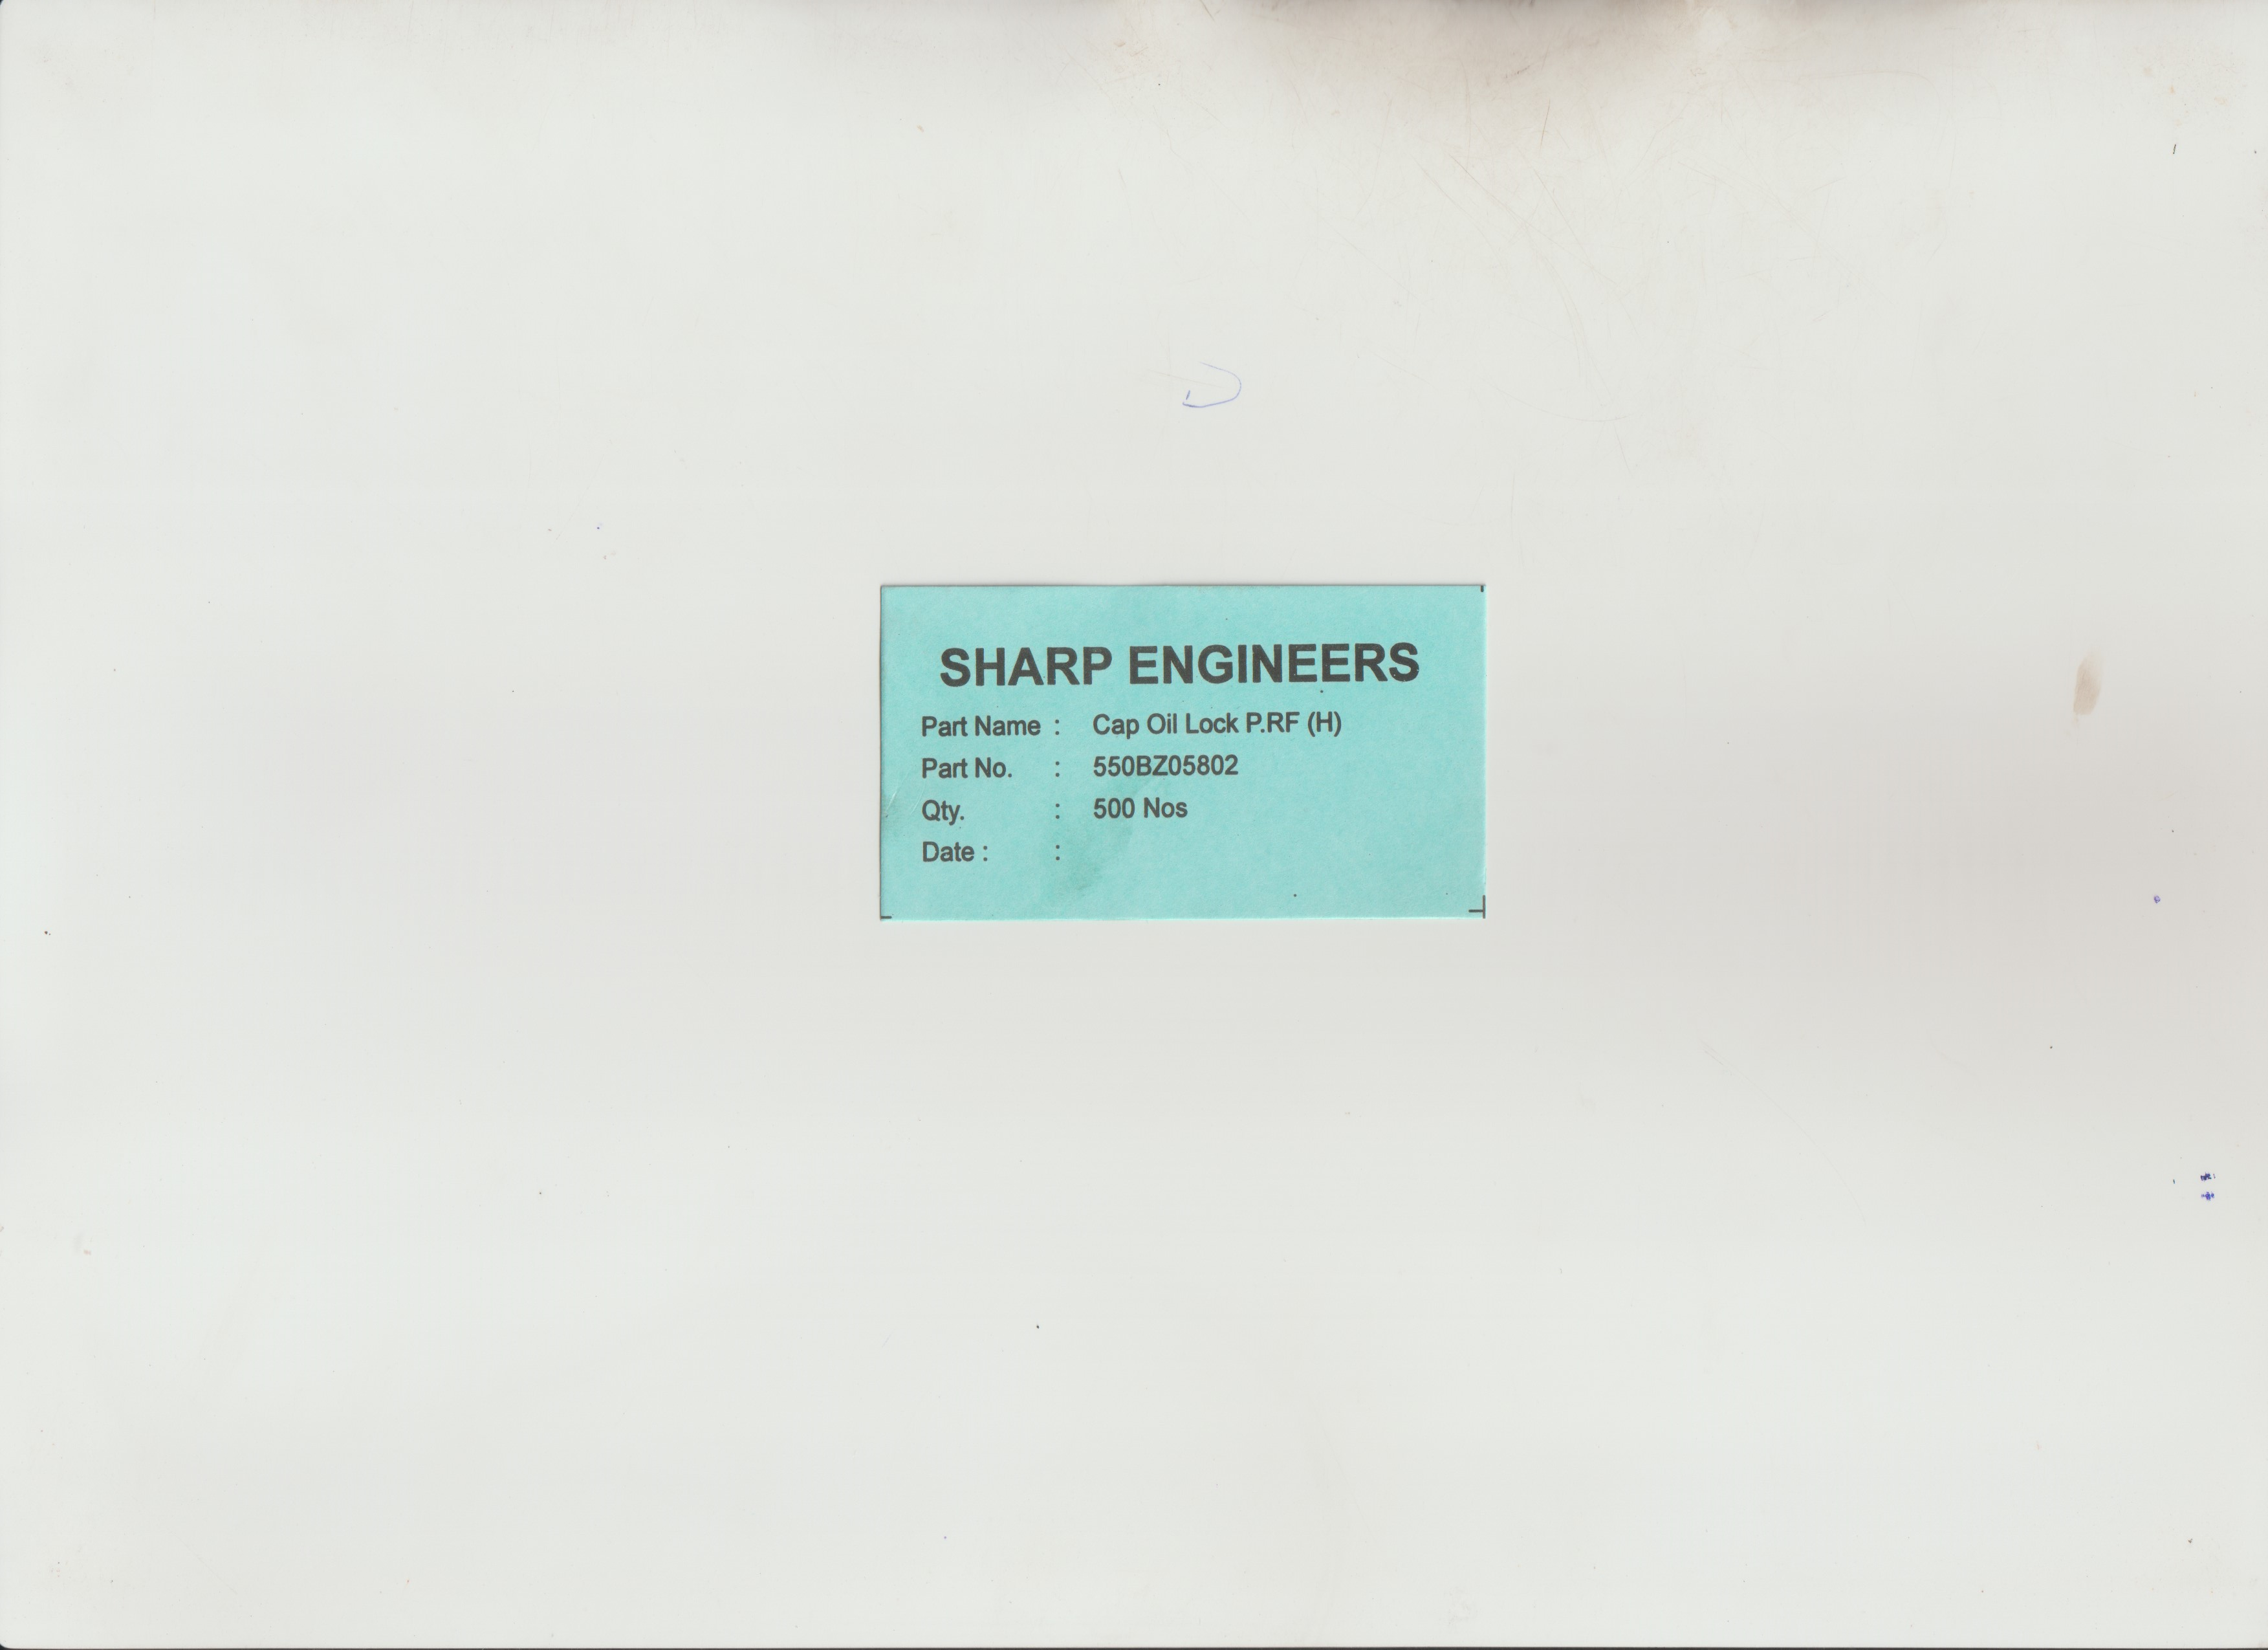 SHARP ENGINEERS
Part Name : Cap Oil Lock P.RF (H)
Part No. : 550BZ05802
Qty. : 500 Nos
Date : :